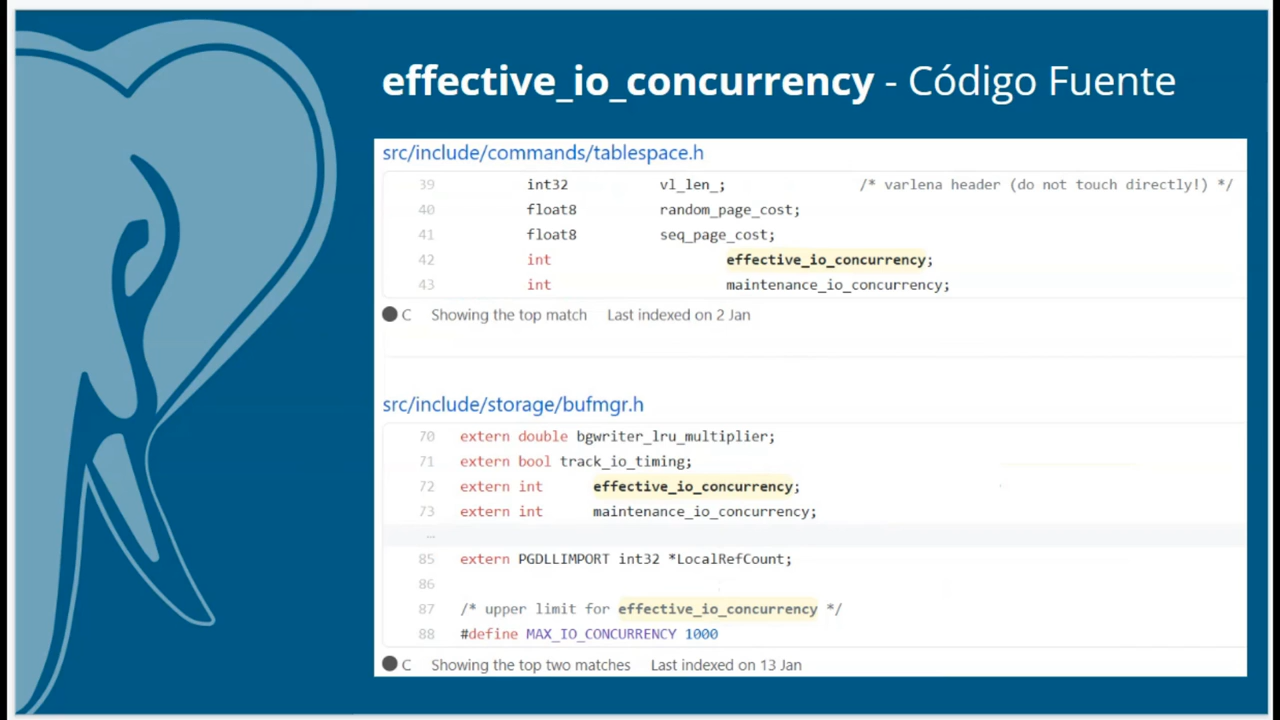 effective_io_concurrency - Código Fuente
src/include/commands/tablespace.h
39 int32 vl_len_; /* varlena header (do not touch directly!) */
40 float8 random_page_cost;
41 float8 seq_page_cost;
42 int effective_io_concurrency;
43 int maintenance_io_concurrency;
C Showing the top match Last indexed on 2 Jan
src/include/storage/bufmgr.h
70 extern double bgwriter_lru_multiplier;
71 extern bool track_io_timing;
72 extern int effective_io_concurrency;
73 extern int maintenance_io_concurrency;
…
85 extern PGDLLIMPORT int32 *LocalRefCount;
86
87 /* upper limit for effective_io_concurrency */
88 #define MAX_IO_CONCURRENCY 1000
C Showing the top two matches Last indexed on 13 Jan